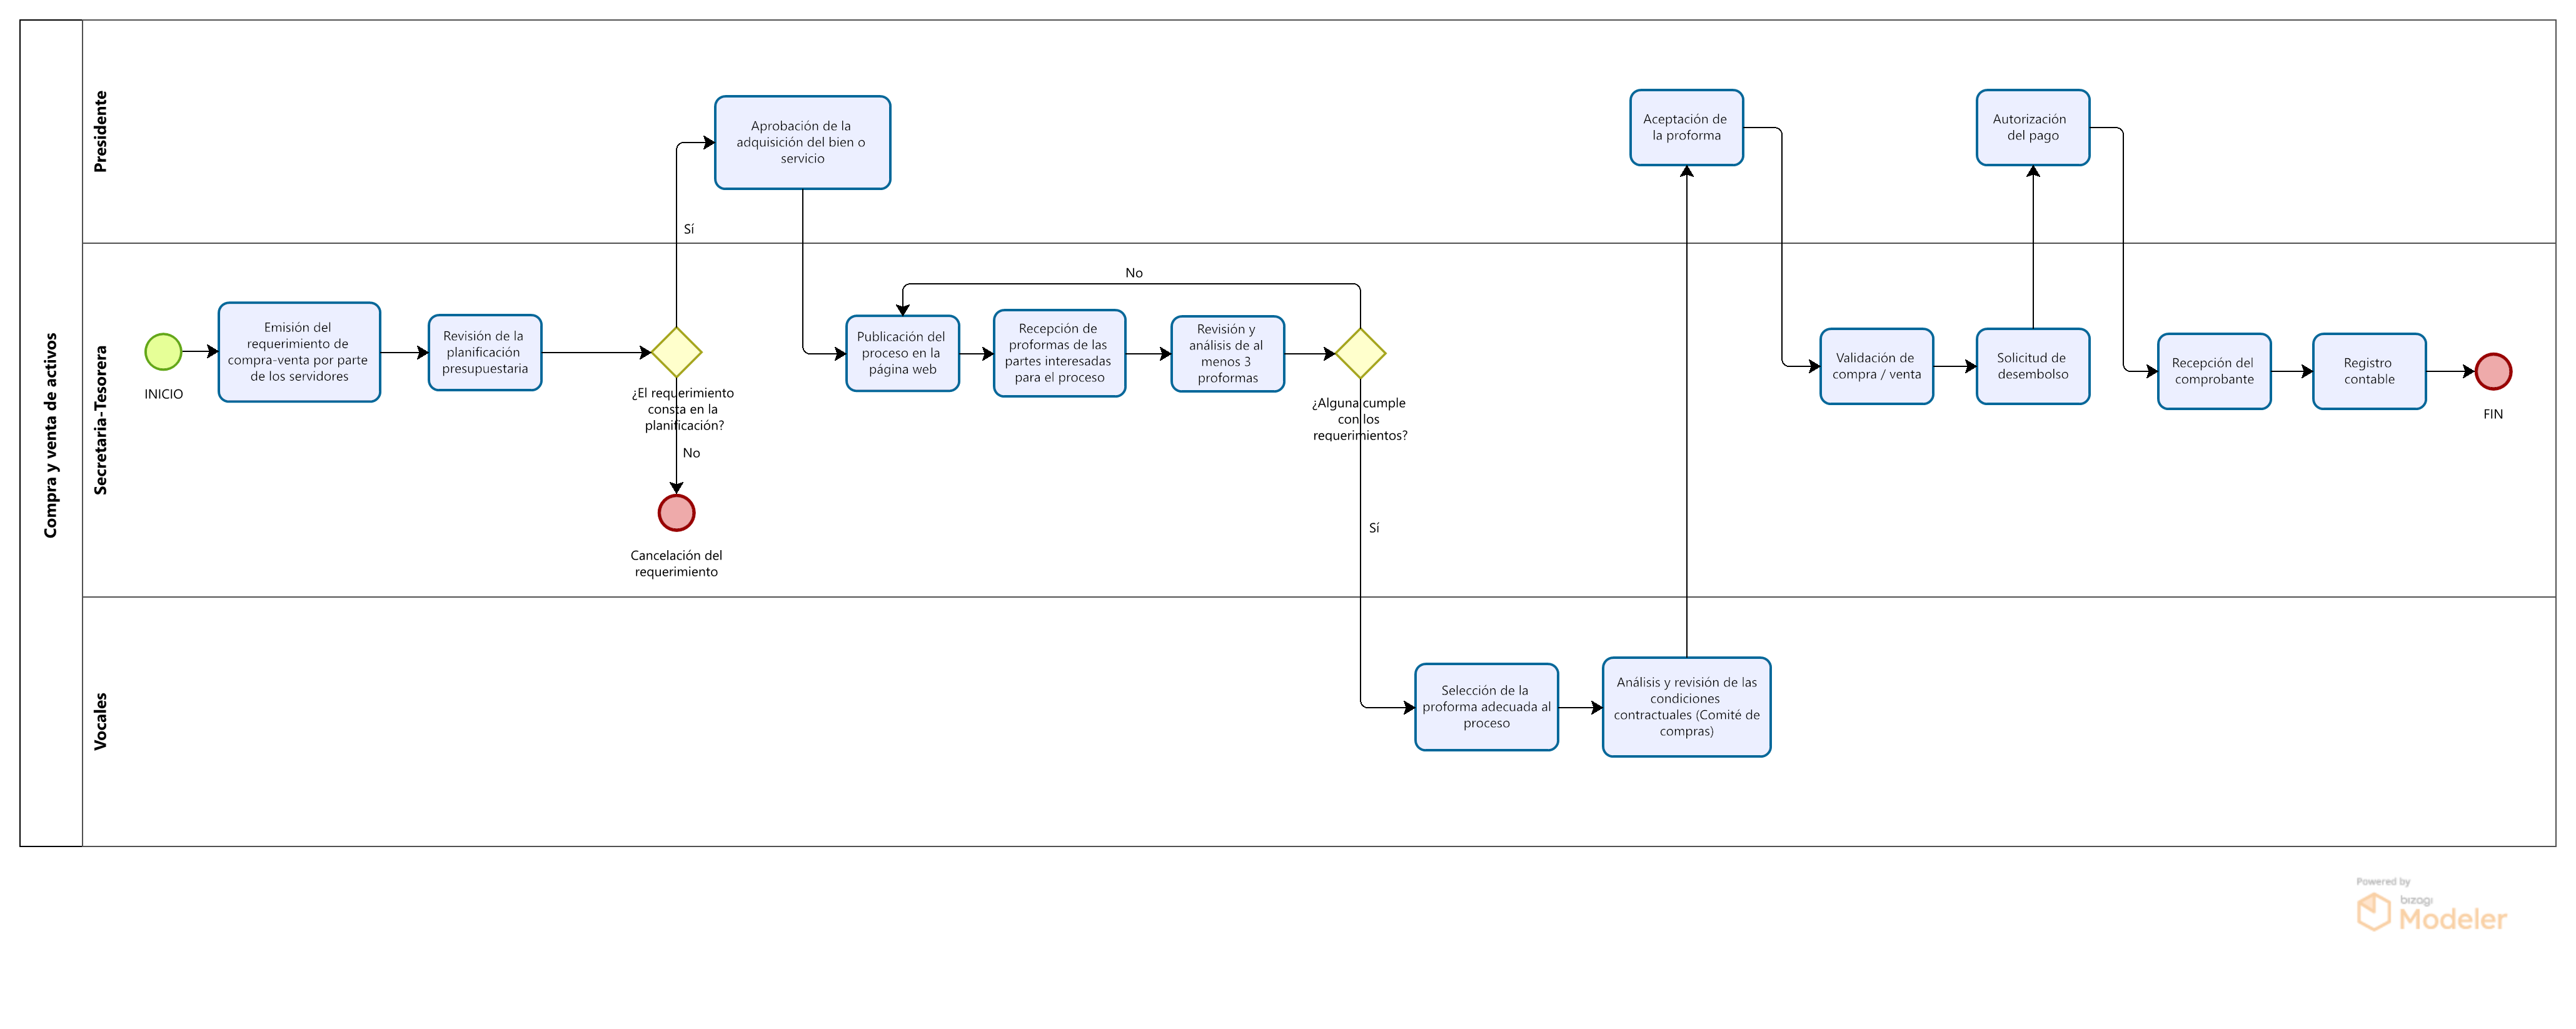 Compra y venta de activos
Presidente
Aprobación de la
adquisición del bien o
servicio
Sí
Aceptación de
la proforma
Autorización
del pago
Secretaria-Tesorera
INICIO
Emisión del
requerimiento de
compra-venta por parte
de los servidores
Revisión de la
planificación
presupuestaria
¿El requerimiento
consta en la
planificación?
No
Cancelación del
requerimiento
Publicación del
proceso en la
página web
Recepción de
proformas de las
partes interesadas
para el proceso
Revisión y
análisis de al
menos 3
proformas
No
¿Alguna cumple
con los
requerimientos?
Sí
Validación de
compra / venta
Solicitud de
desembolso
Recepción del
comprobante
Registro
contable
FIN
Vocales
Selección de la
proforma adecuada al
proceso
Análisis y revisión de las
condiciones
contractuales (Comité de
compras)
Powered by
bizagi
Modeler